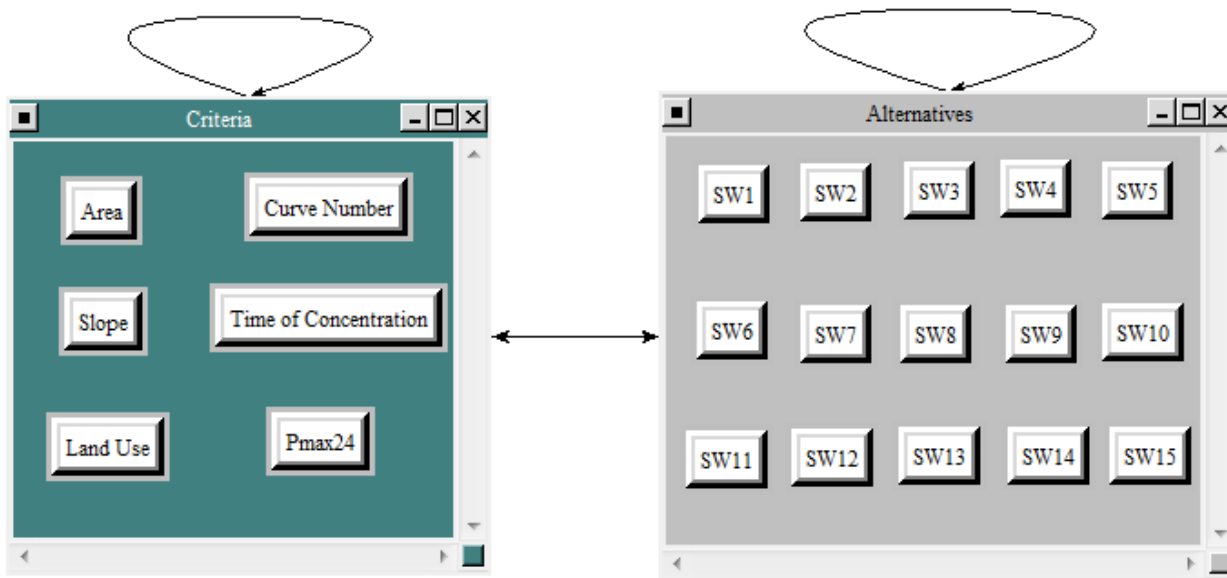 Criteria
Area
Curve Number
Slope
Time of Concentration
Land Use
Pmax24
Alternatives
SW1 SW2 SW3 SW4 SW5
SW6 SW7 SW8 SW9 SW10
SW11 SW12 SW13 SW14 SW15